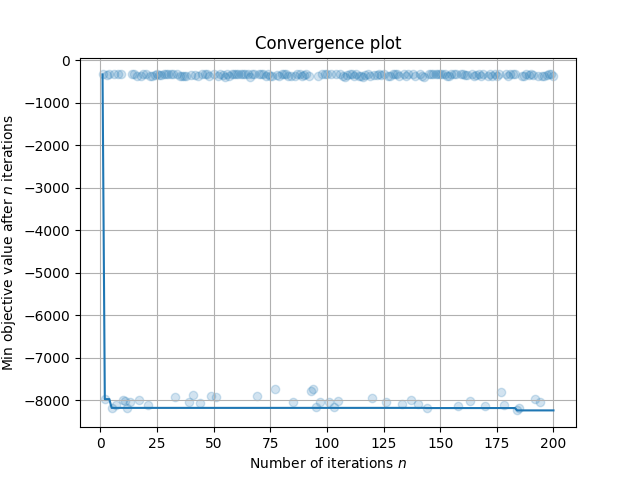 Convergence plot
Min objective value after n iterations
0
−1000
−2000
−3000
−4000
−5000
−6000
−7000
−8000
0 25 50 75 100 125 150 175 200
Number of iterations n